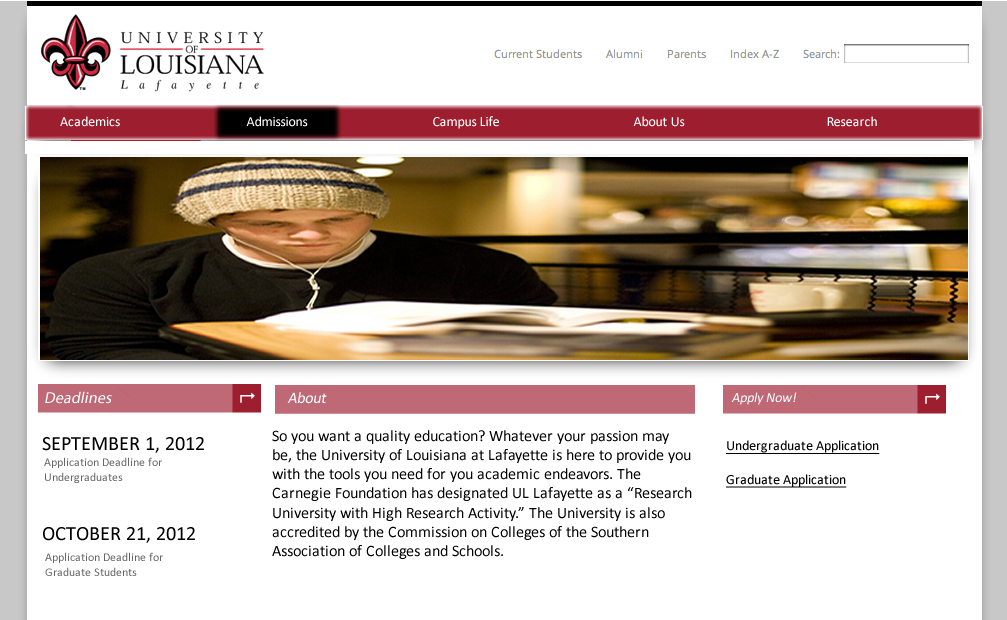 UNIVERSITY
OF
LOUISIANA
Lafayette
TM
Current Students Alumni Parents Index A-Z Search:
Academics Admissions Campus Life About Us Research
Deadlines
SEPTEMBER 1, 2012
Application Deadline for
Undergraduates
OCTOBER 21, 2012
Application Deadline for
Graduate Students
About
So you want a quality education? Whatever your passion may
be, the University of Louisiana at Lafayette is here to provide you
with the tools you need for you academic endeavors. The
Carnegie Foundation has designated UL Lafayette as a “Research
University with High Research Activity.” The University is also
accredited by the Commission on Colleges of the Southern
Association of Colleges and Schools.
Apply Now!
Undergraduate Application
Graduate Application